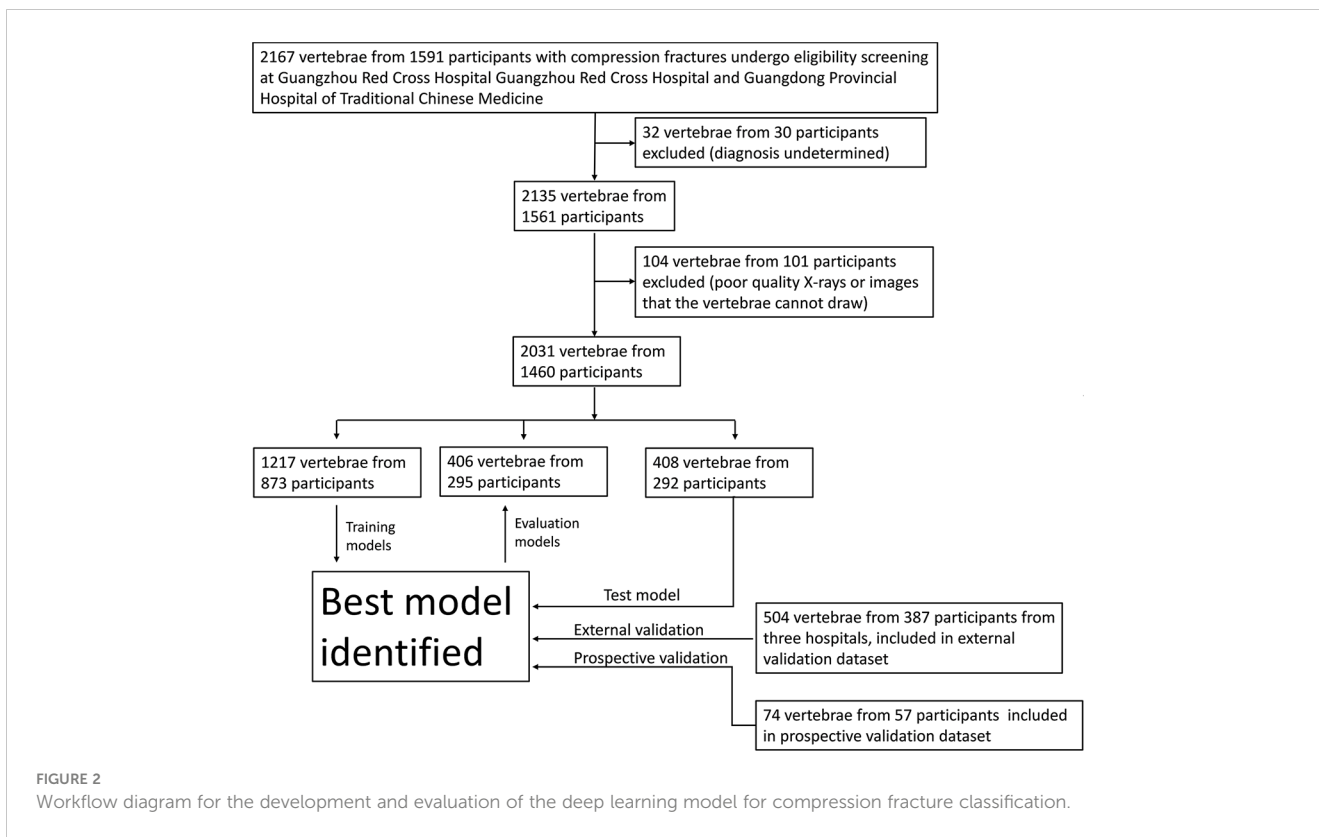 2167 vertebrae from 1591 participants with compression fractures undergo eligibility screening
at Guangzhou Red Cross Hospital Guangzhou Red Cross Hospital and Guangdong Provincial
Hospital of Traditional Chinese Medicine
32 vertebrae from 30 participants
excluded (diagnosis undetermined)
2135 vertebrae from
1561 participants
104 vertebrae from 101 participants
excluded (poor quality X-rays or images
that the vertebrae cannot draw)
2031 vertebrae from
1460 participants
1217 vertebrae from
873 participants
406 vertebrae from
295 participants
408 vertebrae from
292 participants
Training
models
Evaluation
models
Best model
identified
Test model
External validation
Prospective validation
504 vertebrae from 387 participants from
three hospitals, included in external
validation dataset
74 vertebrae from 57 participants included
in prospective validation dataset
FIGURE 2
Workflow diagram for the development and evaluation of the deep learning model for compression fracture classification.